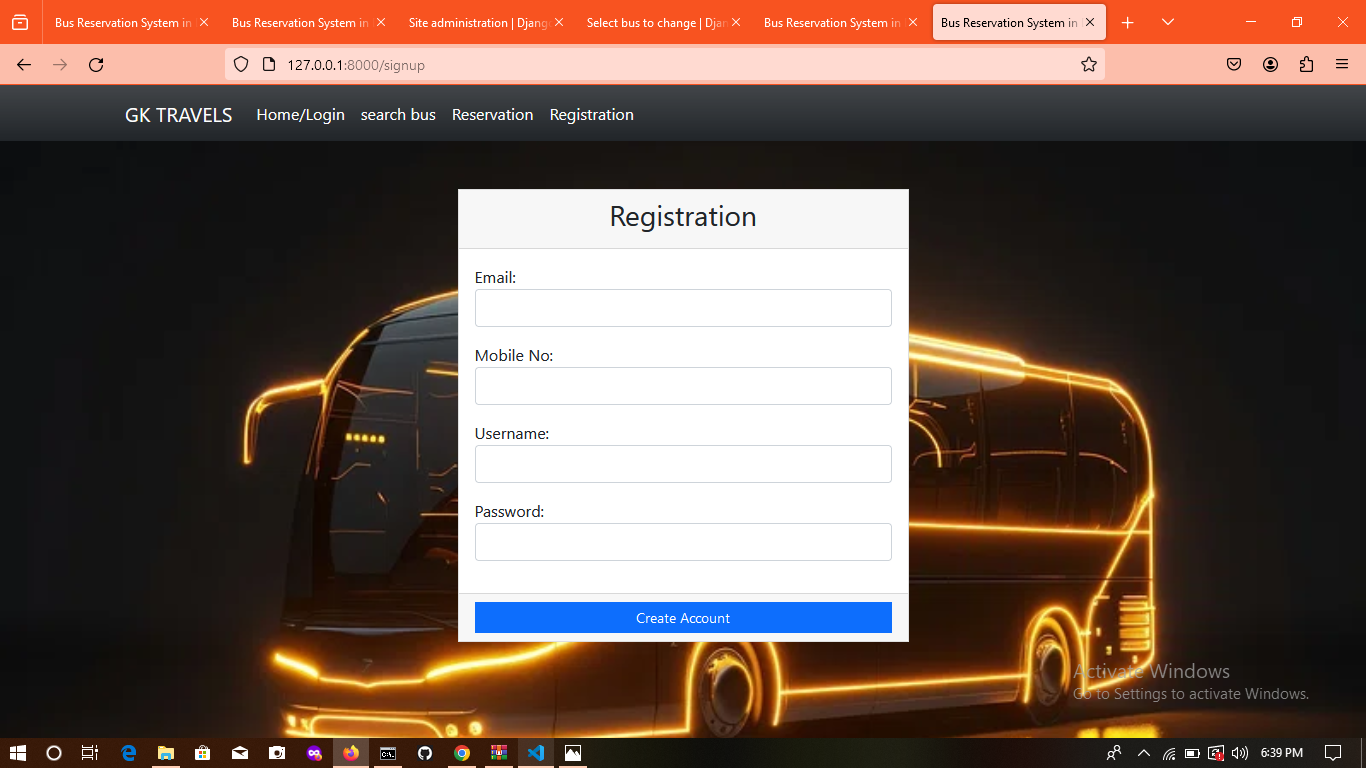 Bus Reservation System in
Bus Reservation System in
Site administration | Djang
Select bus to change | Djan
Bus Reservation System in
Bus Reservation System in
127.0.0.1:8000/signup
GK TRAVELS Home/Login search bus Reservation Registration
Registration
Email:
Mobile No:
Username:
Password:
Create Account
Activate Windows
Go to Settings to activate Windows.
6:39 PM